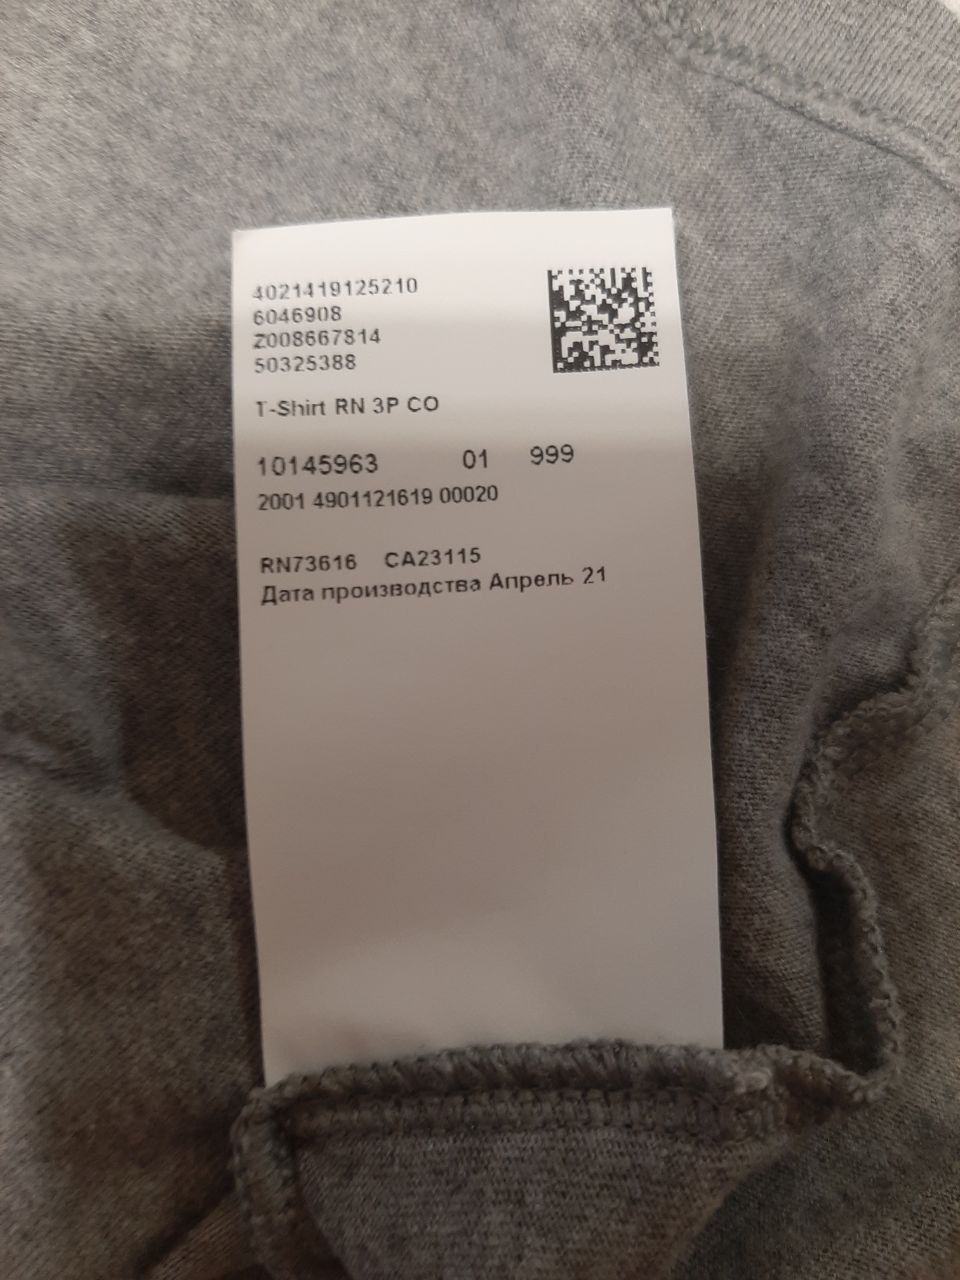 4021419125210
6046908
Z008667814
50325388
T-Shirt RN 3P CO
10145963 01 999
2001 4901121619 00020
RN73616 CA23115
Дата производства Апрель 21